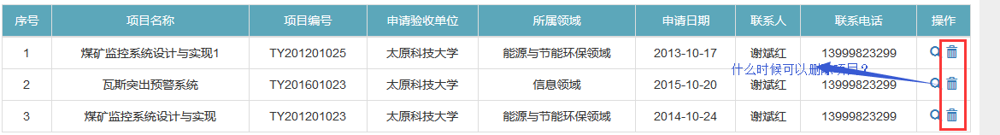 序号 项目名称 项目编号 申请验收单位 所属领域 申请日期 联系人 联系电话 操作
1 煤矿监控系统设计与实现1 TY201201025 太原科技大学 能源与节能环保领域 2013-10-17 谢斌红 13999823299
什么时候可以删除项目？
2 瓦斯突出预警系统 TY201601023 太原科技大学 信息领域 2015-10-20 谢斌红 13999823299
3 煤矿监控系统设计与实现 TY201201023 太原科技大学 能源与节能环保领域 2014-10-24 谢斌红 13999823299